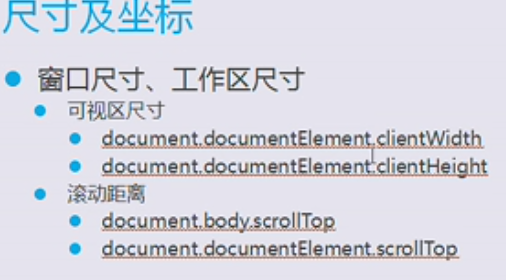 尺寸及坐标
窗口尺寸、工作区尺寸
可视区尺寸
document.documentElement.clientWidth
document.documentElement.clientHeight
滚动距离
document.body.scrollTop
document.documentElement.scrollTop